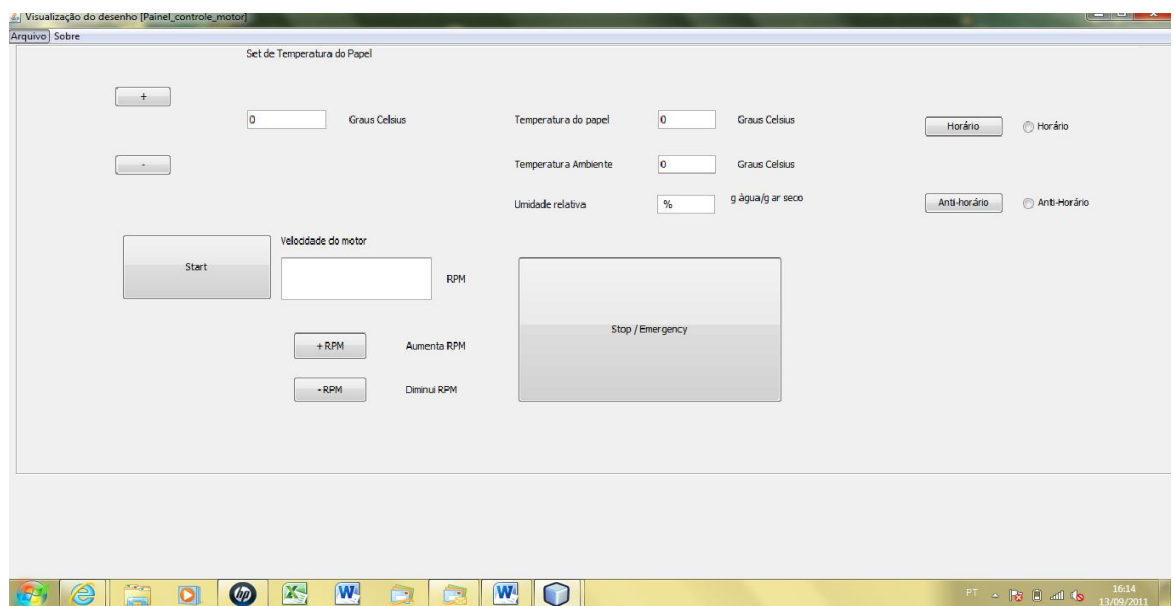 Visualização do desenho [Painel_controle_motor]
Arquivo Sobre
Set de Temperatura do Papel
+
0 Graus Celsius Temperatura do papel 0 Graus Celsius Horário Horário
- Temperatura Ambiente 0 Graus Celsius
Umidade relativa % g àgua/g ar seco Anti-horário Anti-Horário
Velocidade do motor
Start RPM
Stop / Emergency
+ RPM Aumenta RPM
- RPM Diminui RPM
hp
PT 16:14
13/09/2011